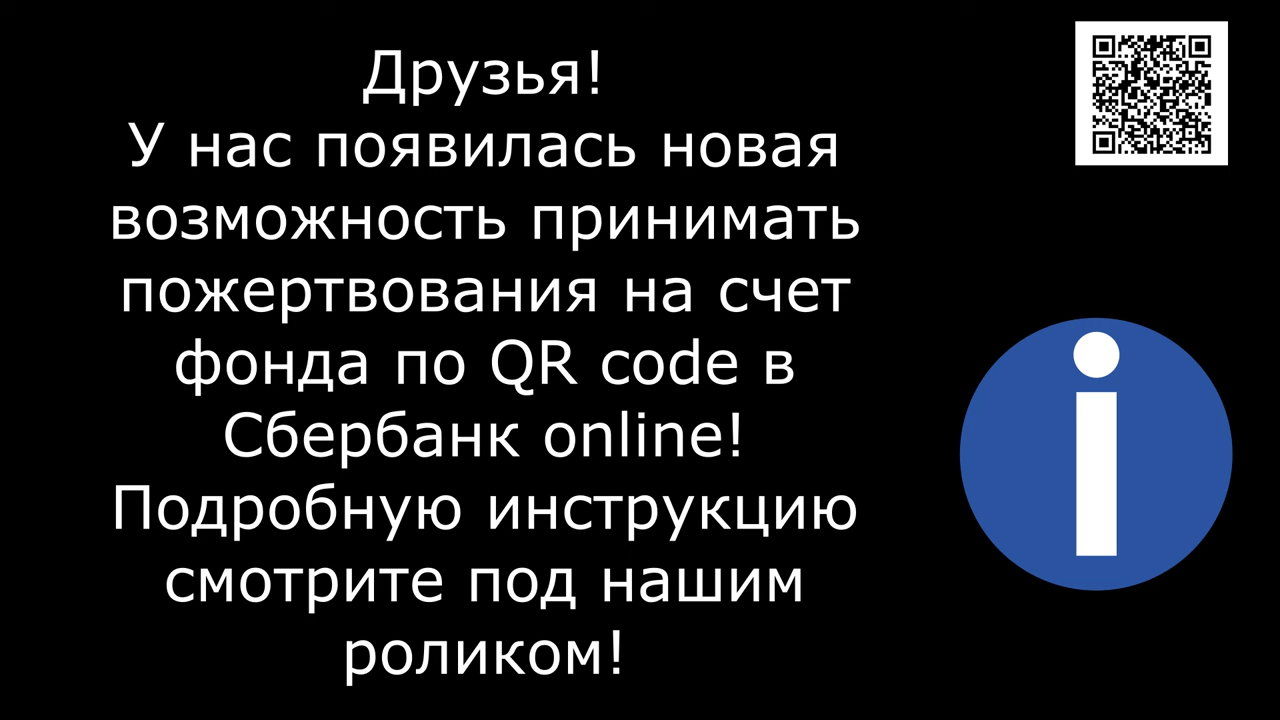 Друзья!
У нас появилась новая
возможность принимать
пожертвования на счет
фонда по QR code в
Сбербанк online!
Подробную инструкцию
смотрите под нашим
роликом!
i